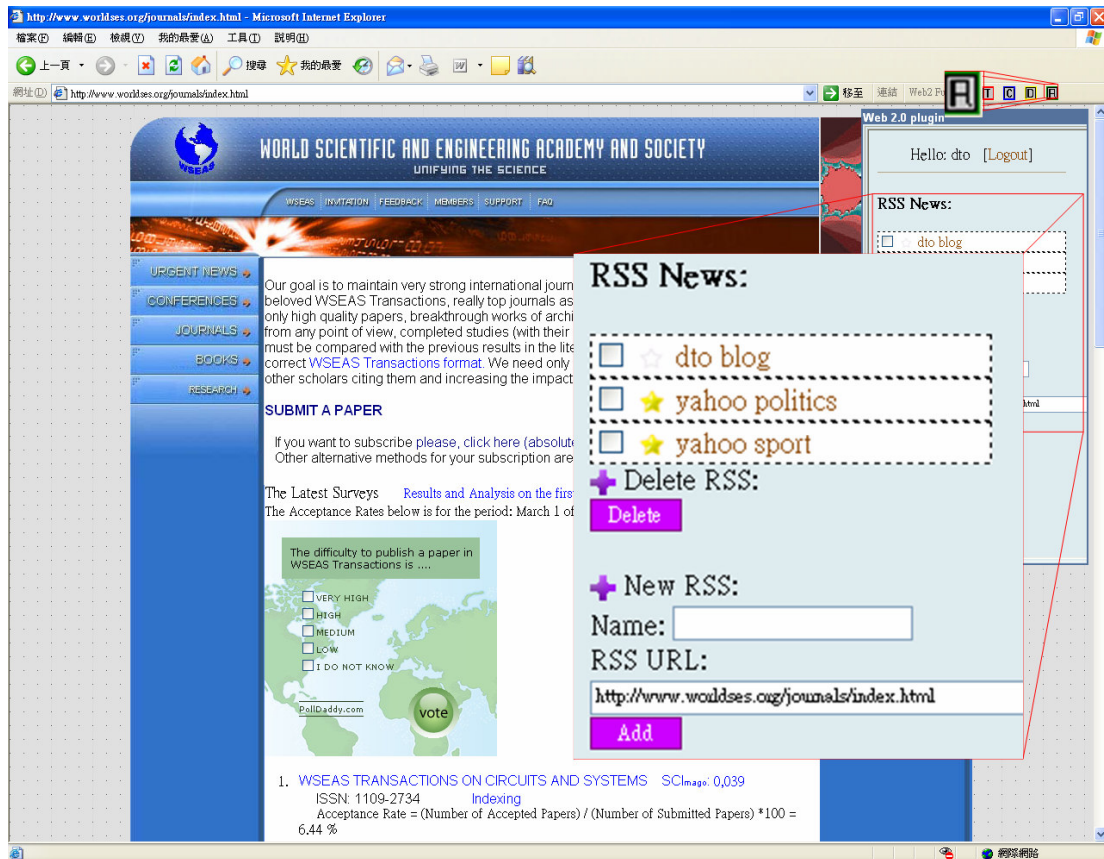 http://www.worldses.org/journals/index.html - Microsoft Internet Explorer
檔案(F) 編輯(E) 檢視(V) 我的最愛(A) 工具(T) 說明(H)
上一頁 搜尋 我的最愛
網址(D) http://www.worldses.org/journals/index.html 移至 連結 Web2 R T C D R
Web 2.0 plugin
Hello: dto [Logout]
RSS News:
dto blog
WSEAS
WORLD SCIENTIFIC AND ENGINEERING ACADEMY AND SOCIETY
UNIFYING THE SCIENCE
WSEAS INVITATION FEEDBACK MEMBERS SUPPORT FAQ
URGENT NEWS
CONFERENCES
JOURNALS
BOOKS
RESEARCH
Our goal is to maintain very strong international journ
beloved WSEAS Transactions, really top journals as
only high quality papers, breakthrough works of archi
from any point of view, completed studies (with their
must be compared with the previous results in the lite
correct WSEAS Transactions format. We need only
other scholars citing them and increasing the impact
SUBMIT A PAPER
If you want to subscribe please, click here (absolute
Other alternative methods for your subscription are
The Latest Surveys Results and Analysis on the firs
The Acceptance Rates below is for the period: March 1 of
The difficulty to publish a paper in
WSEAS Transactions is ....
VERY HIGH
HIGH
MEDIUM
LOW
I DO NOT KNOW
PollDaddy.com
vote
1. WSEAS TRANSACTIONS ON CIRCUITS AND SYSTEMS SCImago: 0,039
ISSN: 1109-2734 Indexing
Acceptance Rate = (Number of Accepted Papers) / (Number of Submitted Papers) *100 =
6.44 %
RSS News:
dto blog
yahoo politics
yahoo sport
Delete RSS:
Delete
New RSS:
Name:
RSS URL:
http://www.worldses.org/journals/index.html
Add
html
網際網路